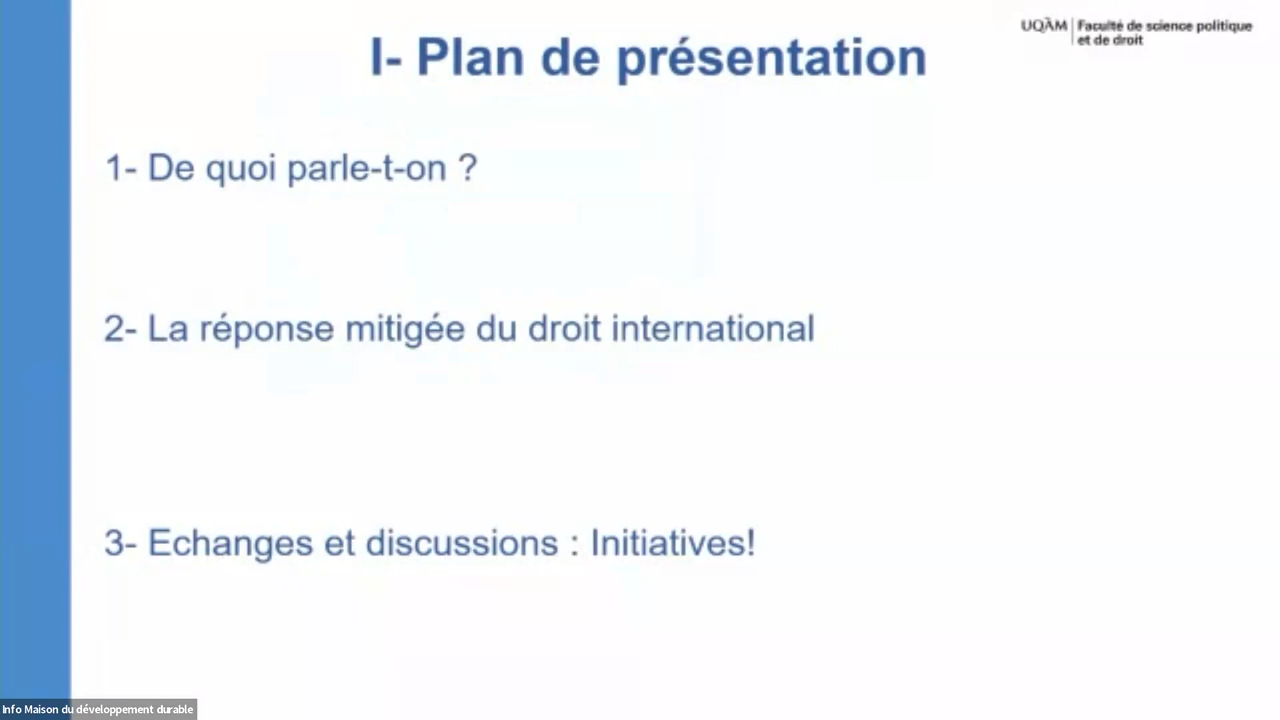 I- Plan de présentation
UQÀM | Faculté de science politique
et de droit
1- De quoi parle-t-on ?
2- La réponse mitigée du droit international
3- Echanges et discussions : Initiatives!
Info Maison du développement durable